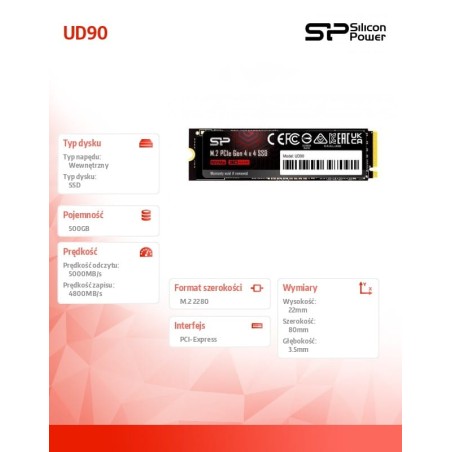 UD90
SP Silicon
Power
SP
M.2 PCIe Gen 4 x 4 SSD
Model: UD90
Warranty void if removed
Typ dysku
Typ napędu:
Wewnętrzny
Typ dysku:
SSD
Pojemność
500GB
Prędkość
Prędkość odczytu:
5000MB/s
Prędkość zapisu:
4800MB/s
Format szerokości
M.2 2280
Interfejs
PCI-Express
Wymiary
Wysokość:
22mm
Szerokość:
80mm
Głębokość:
3.5mm